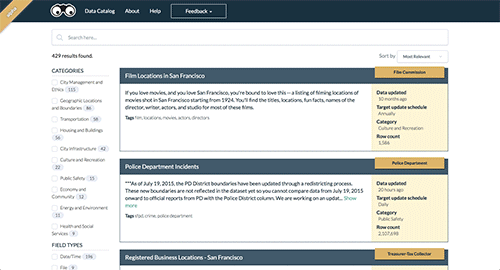 Data Catalog About Help Feedback
Search here...
429 results found.
Sort by Most Relevant
CATEGORIES
City Management and
Ethics 115
Geographic Locations
and Boundaries 86
Transportation 58
Housing and Buildings
56
City Infrastructure 42
Culture and Recreation
22
Public Safety 15
Economy and
Community 12
Energy and Environment
11
Health and Social
Services 9
FIELD TYPES
Date/Time 196
File 9
Film Locations in San Francisco
Film Commission
If you love movies, and you love San Francisco, you're bound to love this -- a listing of filming locations of
movies shot in San Francisco starting from 1924. You'll find the titles, locations, fun facts, names of the
director, writer, actors, and studio for most of these films.
Tags film, locations, movies, actors, directors
Data updated
10 months ago
Target update schedule
Annually
Category
Culture and Recreation
Row count
1,586
Police Department Incidents
Police Department
***As of July 19, 2015, the PD District boundaries have been updated through a redistricting process.
These new boundaries are not reflected in the dataset yet so you cannot compare data from July 19, 2015
onward to official reports from PD with the Police District column. We are working on an updat... Show
more
Tags sfpd, crime, police department
Data updated
20 hours ago
Target update schedule
Daily
Category
Public Safety
Row count
2,107,698
Registered Business Locations - San Francisco
Treasurer-Tax Collector
Data updated